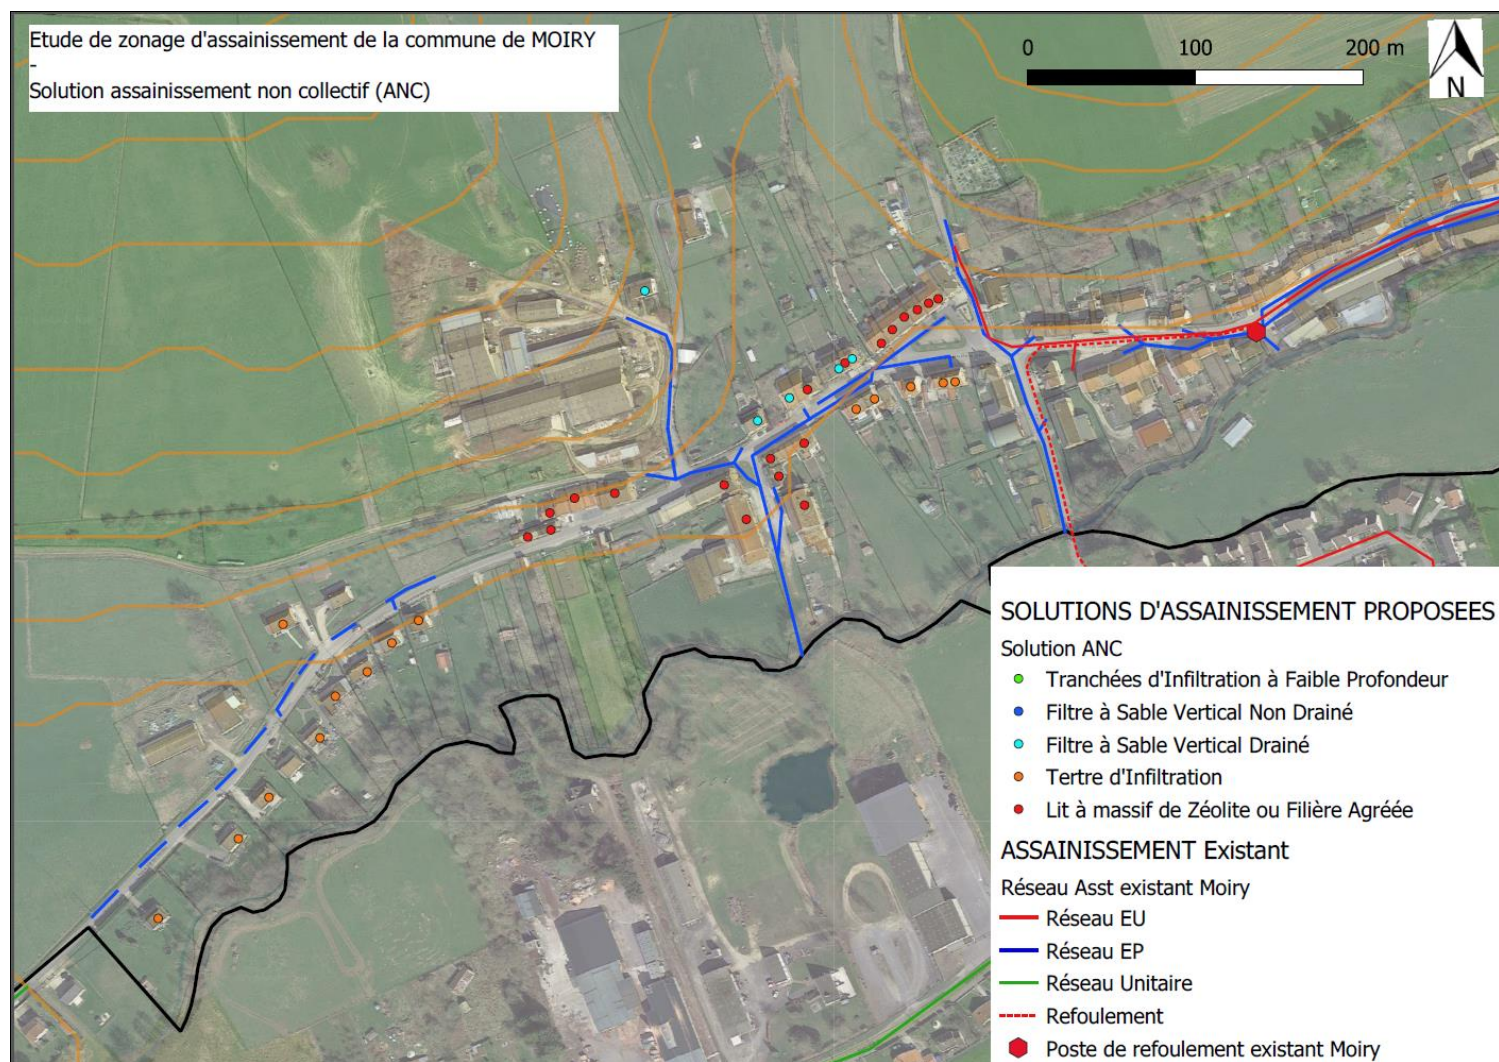 Etude de zonage d'assainissement de la commune de MOIRY
-
Solution assainissement non collectif (ANC)
0 100 200 m
N
SOLUTIONS D'ASSAINISSEMENT PROPOSEES
Solution ANC
Tranchées d'Infiltration à Faible Profondeur
Filtre à Sable Vertical Non Drainé
Filtre à Sable Vertical Drainé
Tertre d'Infiltration
Lit à massif de Zéolite ou Filière Agréée
ASSAINISSEMENT Existant
Réseau Asst existant Moiry
Réseau EU
Réseau EP
Réseau Unitaire
Refoulement
Poste de refoulement existant Moiry